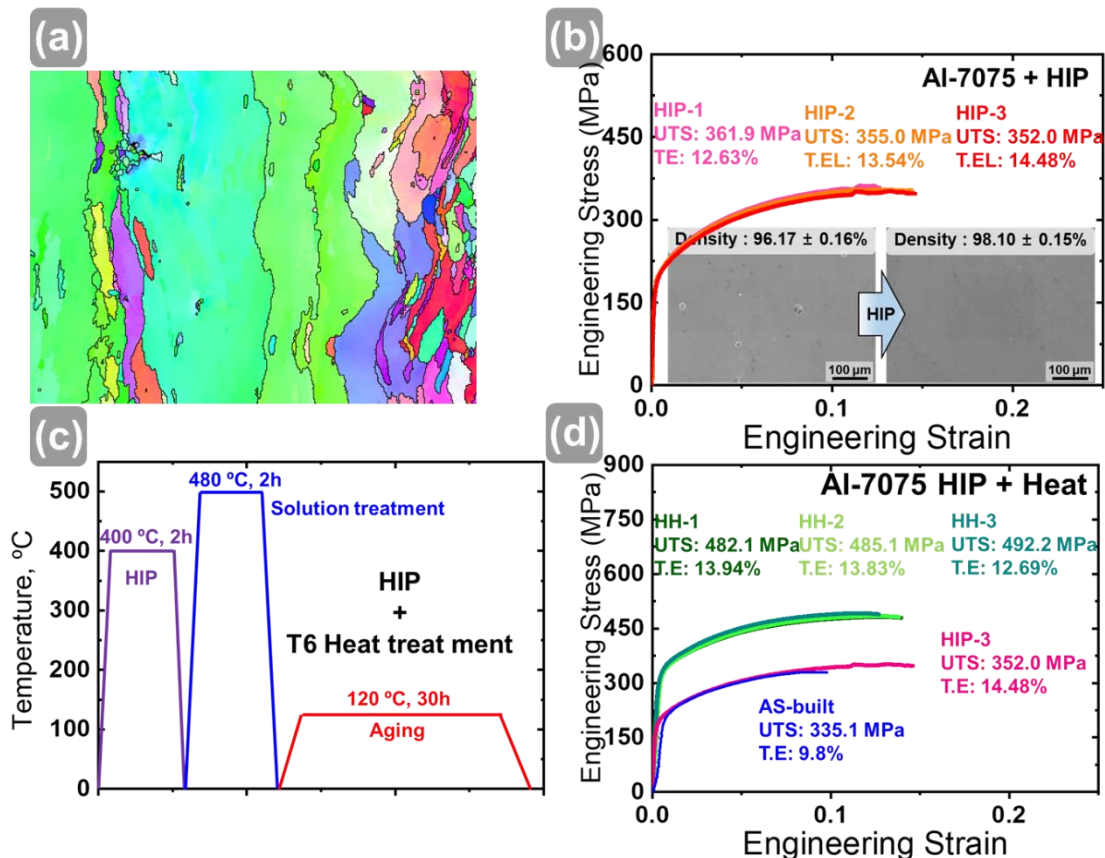 (a)
(b)
600
450
300
150
0
Engineering Stress (MPa)
Al-7075 + HIP
HIP-1
UTS: 361.9 MPa
TE: 12.63%
HIP-2
UTS: 355.0 MPa
T.EL: 13.54%
HIP-3
UTS: 352.0 MPa
T.EL: 14.48%
Density : 96.17 ± 0.16%
Density : 98.10 ± 0.15%
HIP
100 µm
100 µm
0.0 0.1 0.2
Engineering Strain
(c)
500
400
300
200
100
0
Temperature, ºC
480 ºC, 2h
Solution treatment
400 ºC, 2h
HIP
HIP
+
T6 Heat treat ment
120 ºC, 30h
Aging
(d)
900
750
600
450
300
150
0
Engineering Stress (MPa)
Al-7075 HIP + Heat
HH-1
UTS: 482.1 MPa
T.E: 13.94%
HH-2
UTS: 485.1 MPa
T.E: 13.83%
HH-3
UTS: 492.2 MPa
T.E: 12.69%
HIP-3
UTS: 352.0 MPa
T.E: 14.48%
AS-built
UTS: 335.1 MPa
T.E: 9.8%
0.0 0.1 0.2
Engineering Strain